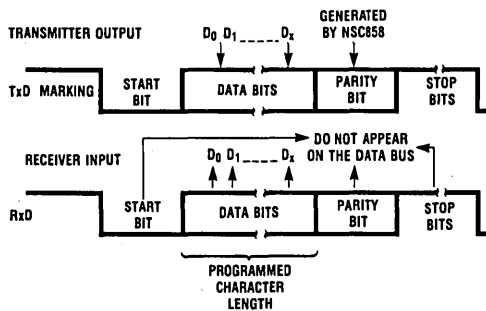 TRANSMITTER OUTPUT
D0 D1 Dx
GENERATED
BY NSC858
TxD MARKING
START
BIT
DATA BITS
PARITY
BIT
STOP
BITS
RECEIVER INPUT
D0 D1 Dx
DO NOT APPEAR
ON THE DATA BUS
RxD
START
BIT
DATA BITS
PARITY
BIT
STOP
BITS
PROGRAMMED
CHARACTER
LENGTH